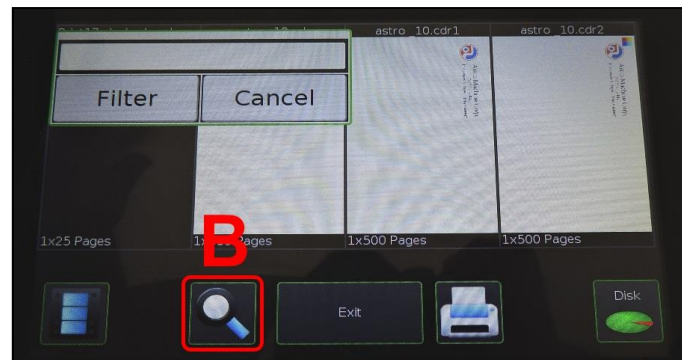 astro_10.cdr1
astro_10.cdr2
Filter
Cancel
1x25 Pages
Pages
1x500 Pages
1x500 Pages
B
Exit
Disk